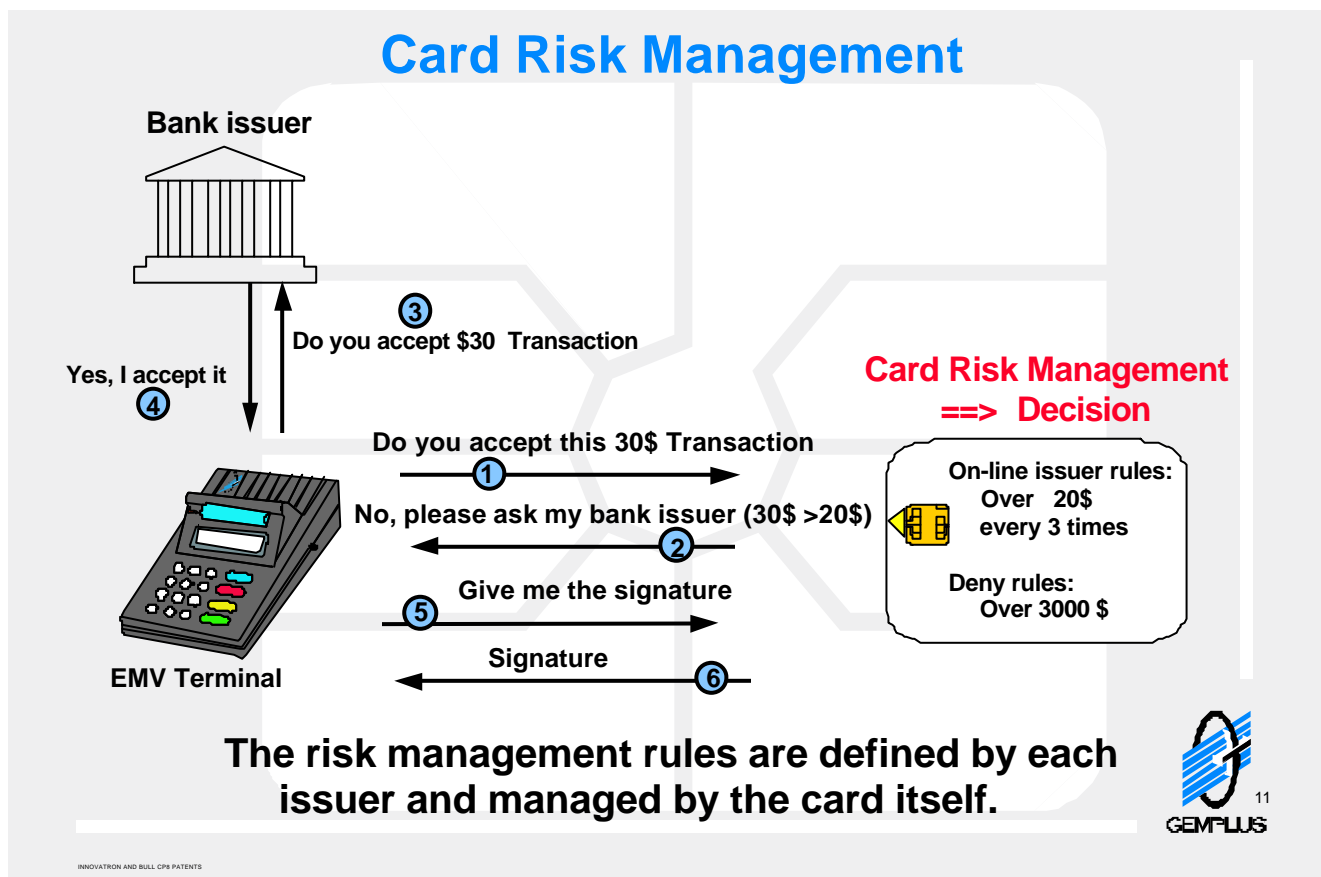 Card Risk Management
Bank issuer
3
Do you accept $30 Transaction
Yes, I accept it
4
Card Risk Management
==> Decision
Do you accept this 30$ Transaction
1
No, please ask my bank issuer (30$ >20$)
2
Give me the signature
5
Signature
6
On-line issuer rules:
Over 20$
every 3 times
Deny rules:
Over 3000 $
EMV Terminal
The risk management rules are defined by each
issuer and managed by the card itself.
GEMPLUS
11
INNOVATRON AND BULL CP8 PATENTS